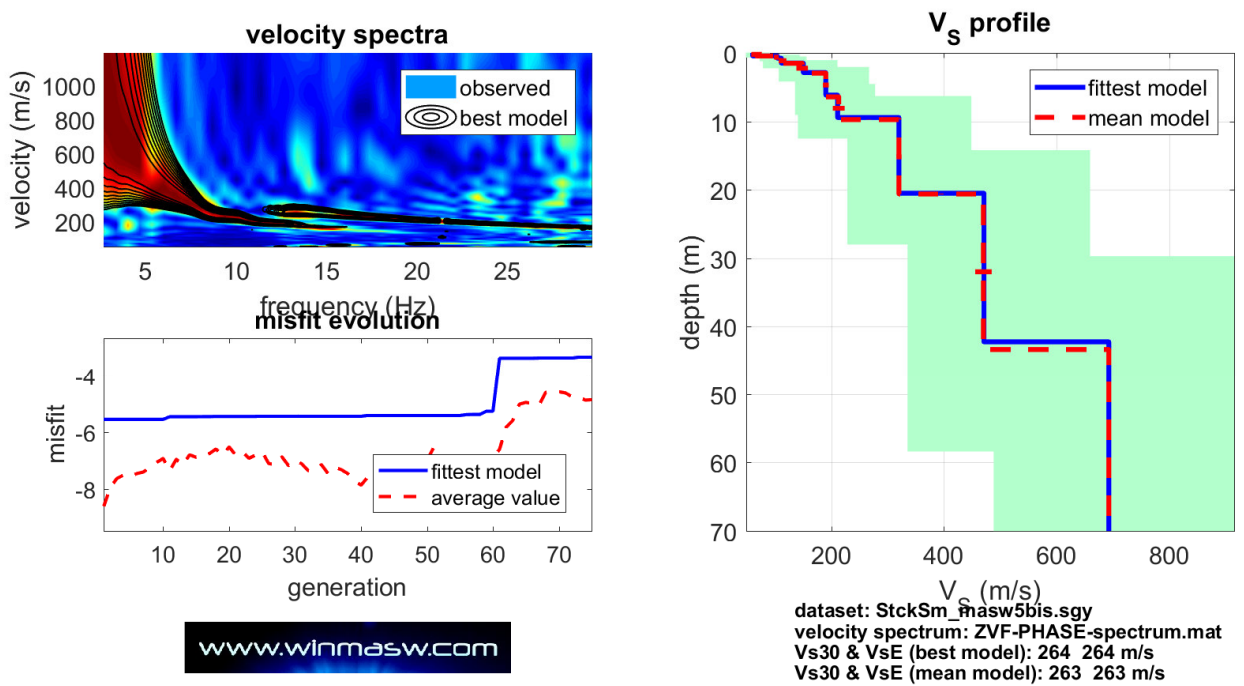 velocity spectra
velocity (m/s)
1000
800
600
400
200
observed
best model
5
10
15
20
25
frequency (Hz)
misfit evolution
misfit
-4
-6
-8
fittest model
average value
10
20
30
40
50
60
70
generation
www.winmasw.com
VS profile
depth (m)
0
10
20
30
40
50
60
70
fittest model
mean model
200
400
600
800
VS (m/s)
dataset: StckSm_masw5bis.sgy
velocity spectrum: ZVF-PHASE-spectrum.mat
Vs30 & VsE (best model): 264 264 m/s
Vs30 & VsE (mean model): 263 263 m/s